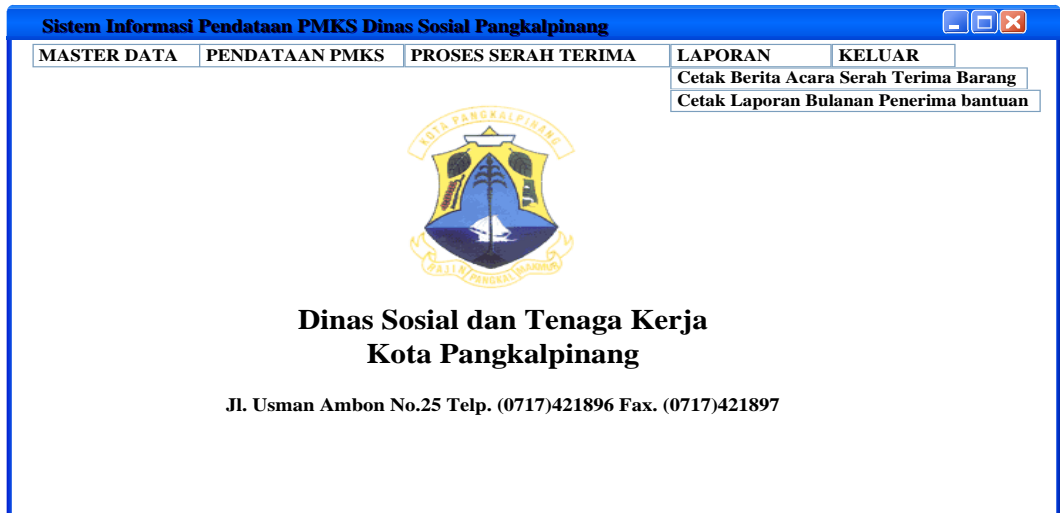 Sistem Informasi Pendataan PMKS Dinas Sosial Pangkalpinang
MASTER DATA PENDATAAN PMKS PROSES SERAH TERIMA LAPORAN KELUAR
Cetak Berita Acara Serah Terima Barang
Cetak Laporan Bulanan Penerima bantuan
KOTA PANGKALPINANG
PANGKAL
Dinas Sosial dan Tenaga Kerja
Kota Pangkalpinang
Jl. Usman Ambon No.25 Telp. (0717)421896 Fax. (0717)421897